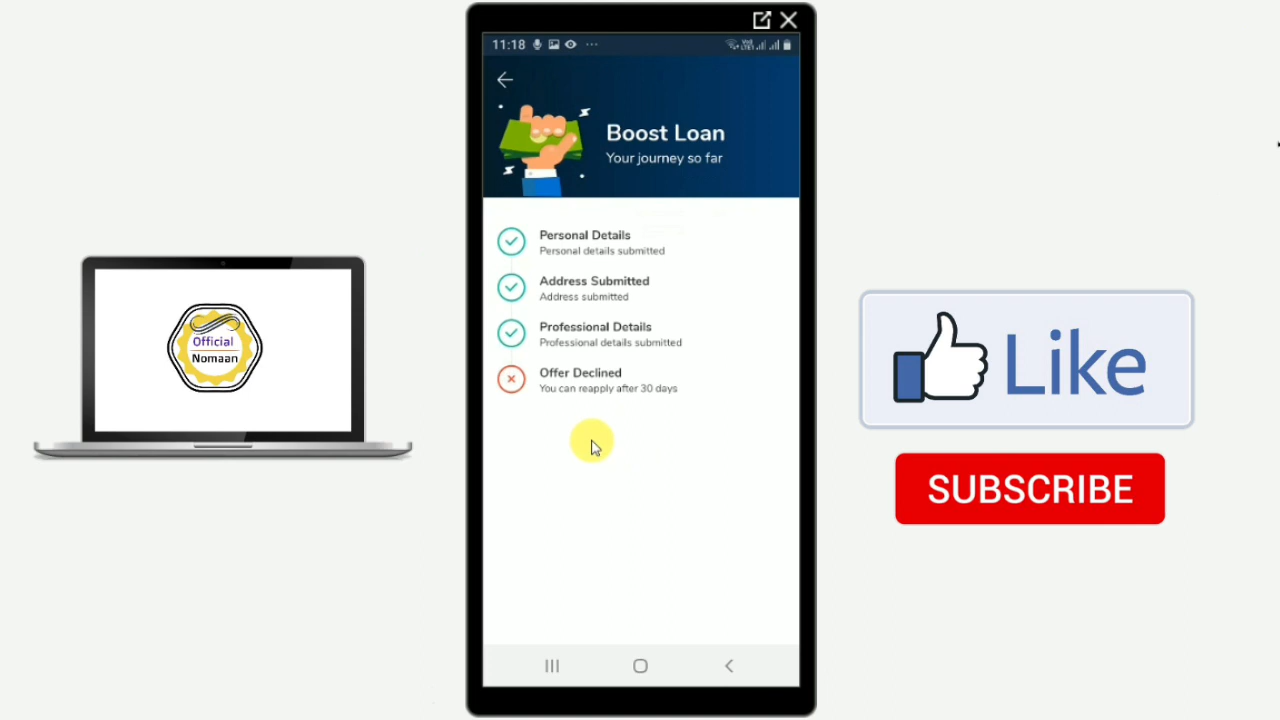 11:18
Boost Loan
Your journey so far
Personal Details
Personal details submitted
Address Submitted
Address submitted
Professional Details
Professional details submitted
Offer Declined
You can reapply after 30 days
Official
Nomaan
Like
SUBSCRIBE